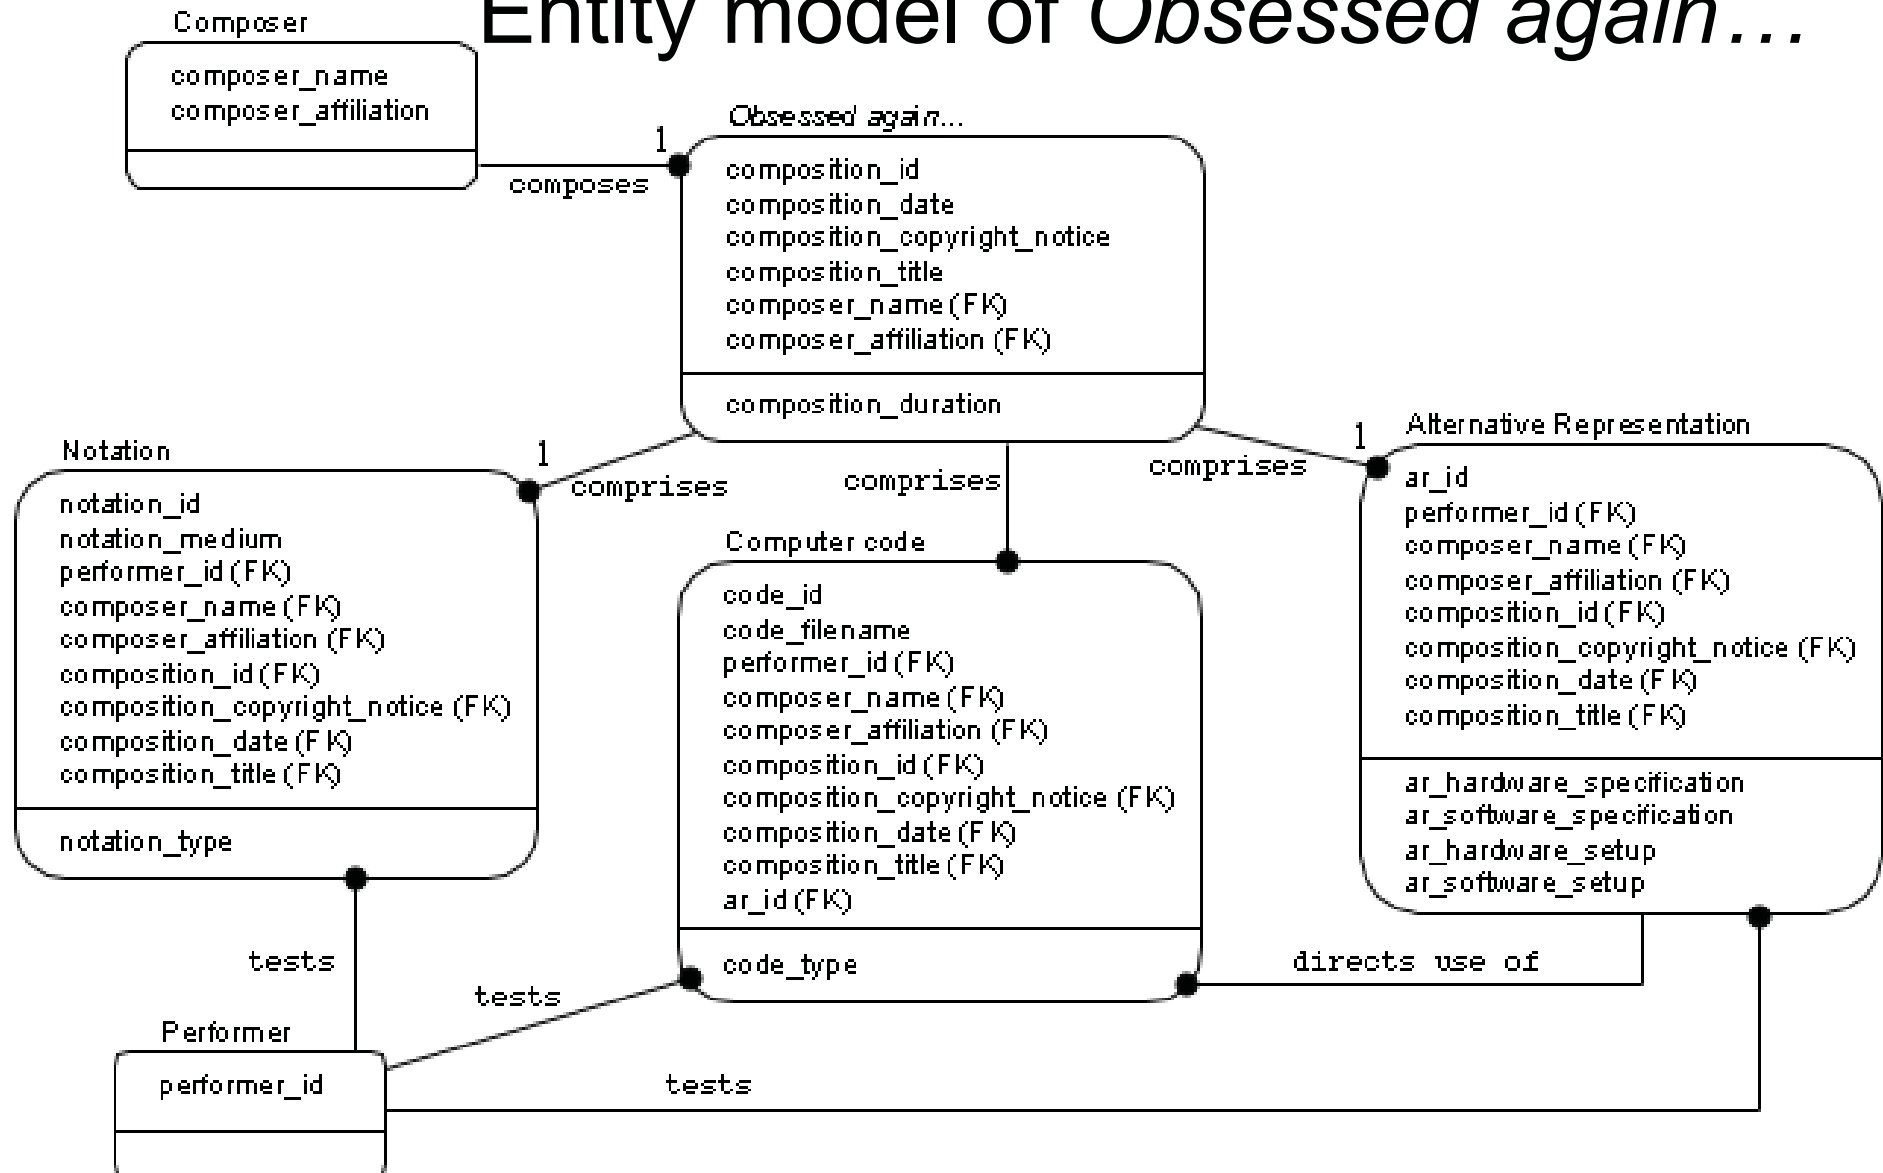 Entity model of Obsessed again...
Composer
composer_name
composer_affiliation
1
composes
Obsessed again...
composition_id
composition_date
composition_copyright_notice
composition_title
composer_name (FK)
composer_affiliation (FK)
composition_duration
1
comprises
comprises
1
comprises
Notation
notation_id
notation_medium
performer_id (FK)
composer_name (FK)
composer_affiliation (FK)
composition_id (FK)
composition_copyright_notice (FK)
composition_date (FK)
composition_title (FK)
notation_type
Computer code
code_id
code_filename
performer_id (FK)
composer_name (FK)
composer_affiliation (FK)
composition_id (FK)
composition_copyright_notice (FK)
composition_date (FK)
composition_title (FK)
ar_id (FK)
code_type
Alternative Representation
ar_id
performer_id (FK)
composer_name (FK)
composer_affiliation (FK)
composition_id (FK)
composition_copyright_notice (FK)
composition_date (FK)
composition_title (FK)
ar_hardware_specification
ar_software_specification
ar_hardware_setup
ar_software_setup
tests
tests
directs use of
Performer
performer_id
tests